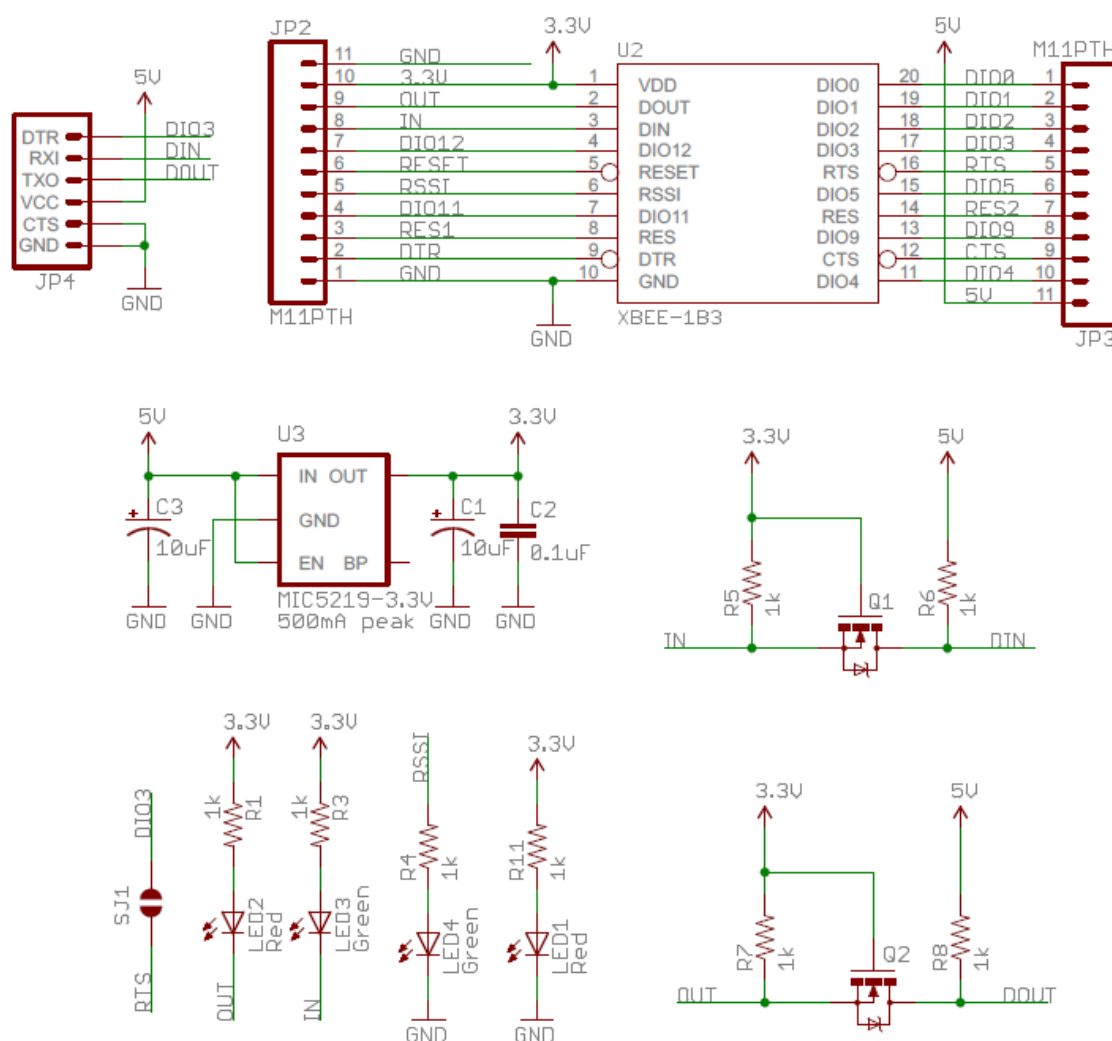 JP2
11 GND
10 3.3V
9 OUT
8 IN
7 DIO12
6 RESET
5 RSSI
4 DIO11
3 RES1
2 DTR
1 GND
M11PTH
3.3V
GND
5V
DTR DIO3
RXI DIN
TXO DOUT
VCC
CTS
GND
JP4
GND
U2
1 VDD DIO0 20
2 DOUT DIO1 19
3 DIN DIO2 18
4 DIO12 DIO3 17
5 RESET RTS 16
6 RSSI DIO5 15
7 DIO11 RES 14
8 RES DIO9 13
9 DTR CTS 12
10 GND DIO4 11
XBEE-1B3
5V
M11PTH
DIO0 1
DIO1 2
DIO2 3
DIO3 4
RTS 5
DIO5 6
RES2 7
DIO9 8
CTS 9
DIO4 10
5V 11
JP3
5V
U3
3.3V
IN OUT
GND
EN BP
C3
10uF
C1
10uF
C2
0.1uF
GND
GND
MIC5219-3.3V
500mA peak
GND
GND
3.3V
5V
R5
1k
Q1
R6
1k
IN
DIN
DIO3
SJ1
RTS
3.3V
1k
R1
LED2
Red
OUT
3.3V
1k
R3
LED3
Green
IN
RSSI
R4
1k
LED4
Green
GND
3.3V
R11
1k
LED1
Red
GND
3.3V
5V
R7
1k
Q2
R8
1k
OUT
DOUT